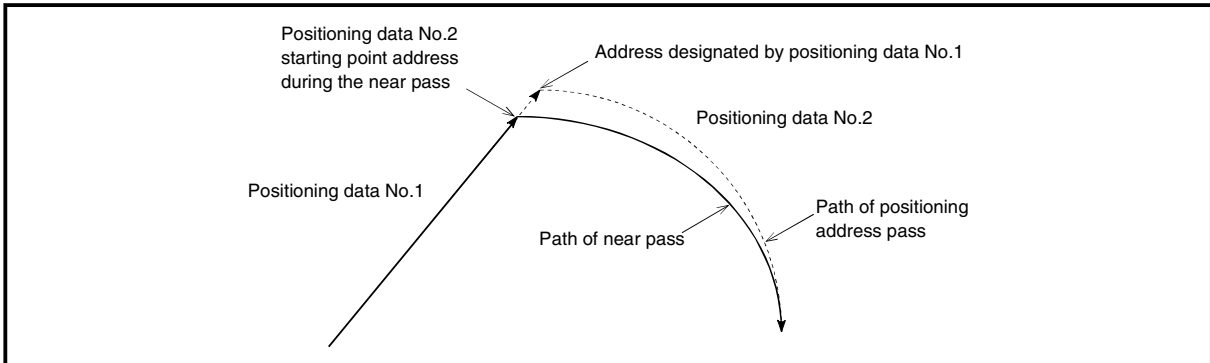 Positioning data No.2
starting point address
during the near pass
Address designated by positioning data No.1
Positioning data No.2
Positioning data No.1
Path of near pass
Path of positioning
address pass